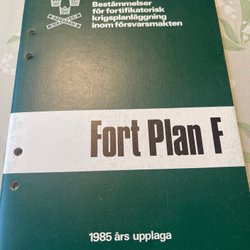 Bestämmelser
för fortifikatorisk
krigsplanläggning
inom försvarsmakten
Fort Plan F
1985 års upplaga